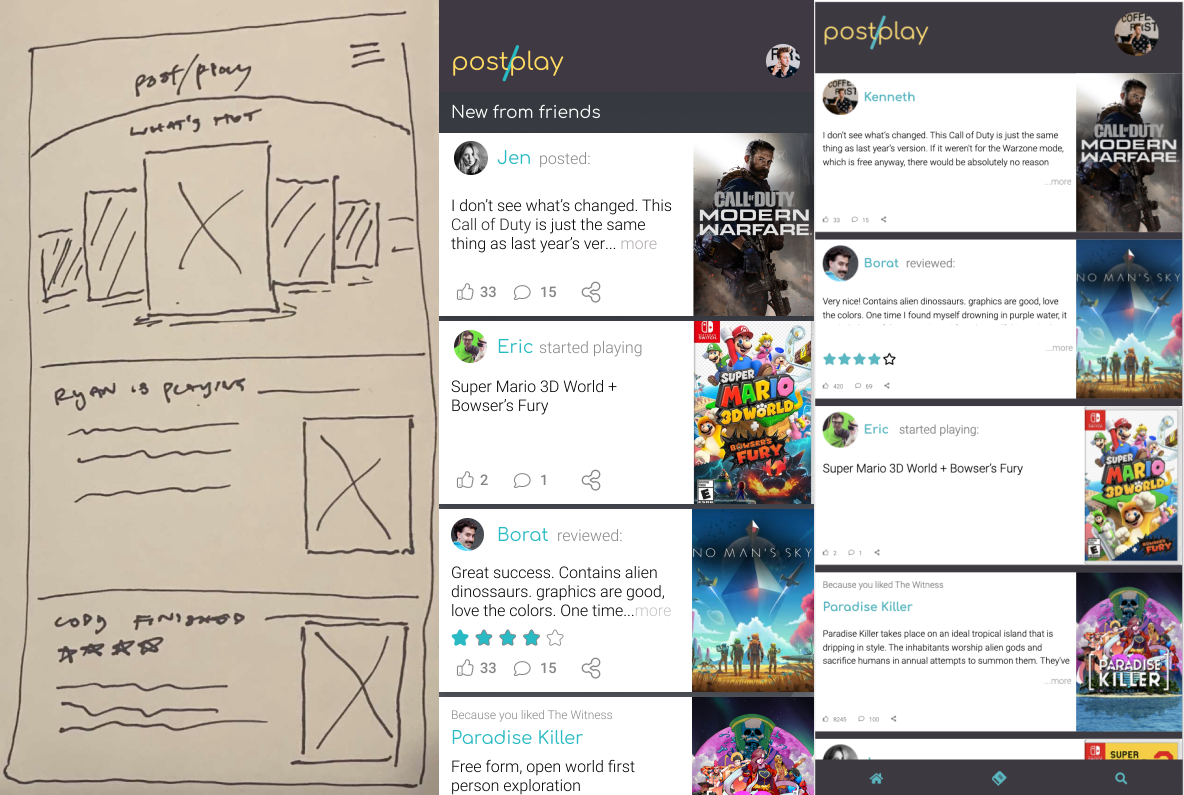 post/play
WHAT'S HOT
RYAN IS PLAYING
CODY FINISHED
post/play
New from friends
Jen posted:
I don't see what's changed. This
Call of Duty is just the same
thing as last year's ver... more
33 15
CALL OF DUTY
MODERN
WARFARE
Eric started playing
Super Mario 3D World +
Bowser's Fury
2 1
SUPER
MARIO
3D WORLD
BOWSER'S
FURY
Borat reviewed:
Great success. Contains alien
dinossaurs. graphics are good,
love the colors. One time...more
33 15
NO MAN'S SKY
Because you liked The Witness
Paradise Killer
Free form, open world first
person exploration
post/play
COFFEE
FIRST
Kenneth
I don't see what's changed. This Call of Duty is just the same
thing as last year's version. If it weren't for the Warzone mode,
which is free anyway, there would be absolutely no reason
...more
33 15
CALL OF DUTY
MODERN
WARFARE
Borat reviewed:
Very nice! Contains alien dinossaurs. graphics are good, love
the colors. One time I found myself drowning in purple water, it
...more
420 69
NO MAN'S SKY
Eric started playing:
Super Mario 3D World + Bowser's Fury
2 1
SUPER
MARIO
3D WORLD
BOWSER'S
FURY
Because you liked The Witness
Paradise Killer
Paradise Killer takes place on an ideal tropical island that is
dripping in style. The inhabitants worship alien gods and
sacrifice humans in annual attempts to summon them. They've
...more
8245 100
PARADISE
KILLER
SUPER